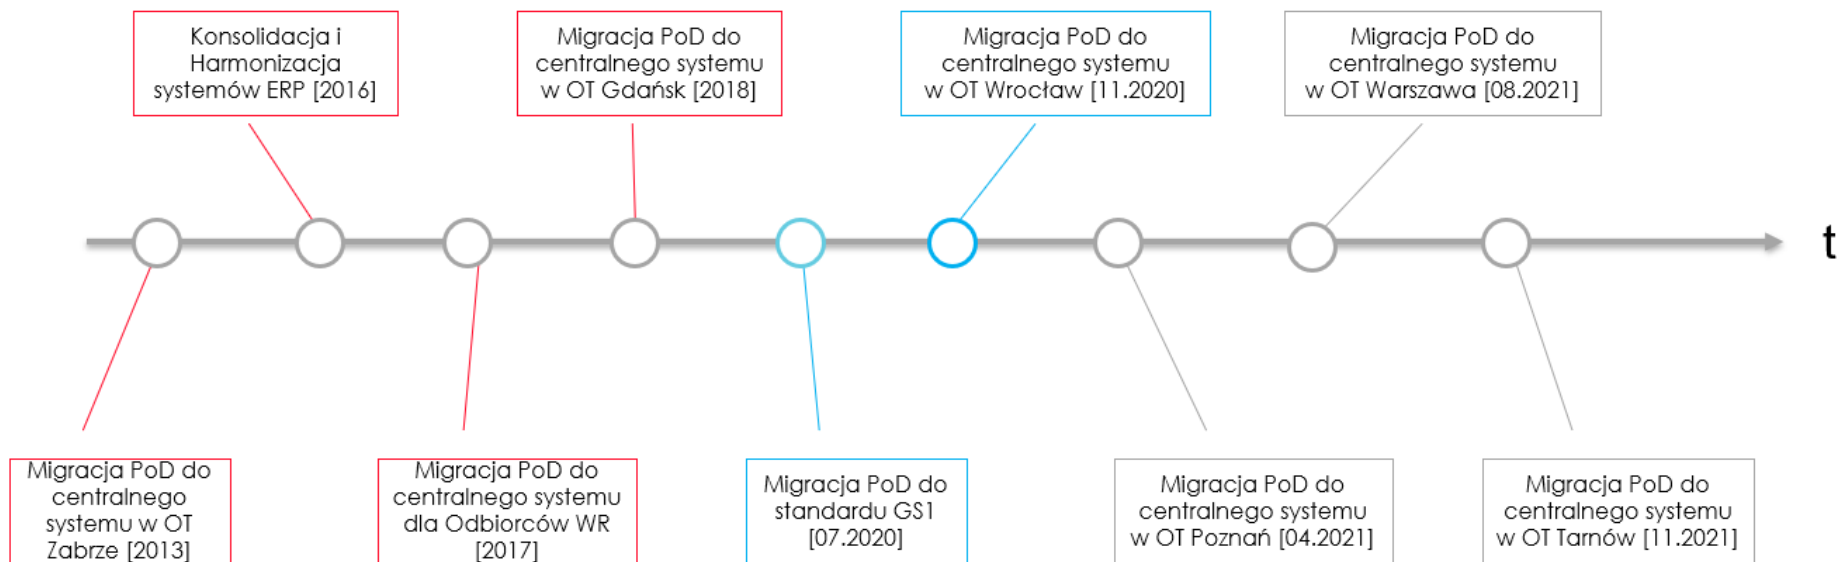 Konsolidacja i
Harmonizacja
systemów ERP [2016]
Migracja PoD do
centralnego systemu
w OT Gdańsk [2018]
Migracja PoD do
centralnego systemu
w OT Wrocław [11.2020]
Migracja PoD do
centralnego systemu
w OT Warszawa [08.2021]
t
Migracja PoD do
centralnego
systemu w OT
Zabrze [2013]
Migracja PoD do
centralnego systemu
dla Odbiorców WR
[2017]
Migracja PoD do
standardu GS1
[07.2020]
Migracja PoD do
centralnego systemu
w OT Poznań [04.2021]
Migracja PoD do
centralnego systemu
w OT Tarnów [11.2021]